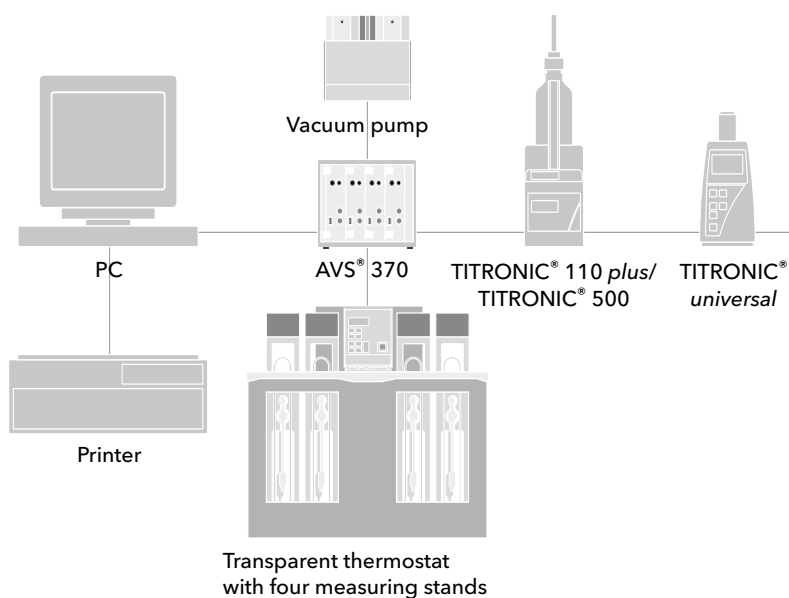 Vacuum pump
PC
AVS® 370
TITRONIC® 110 plus/
TITRONIC® 500
TITRONIC®
universal
Printer
Transparent thermostat
with four measuring stands